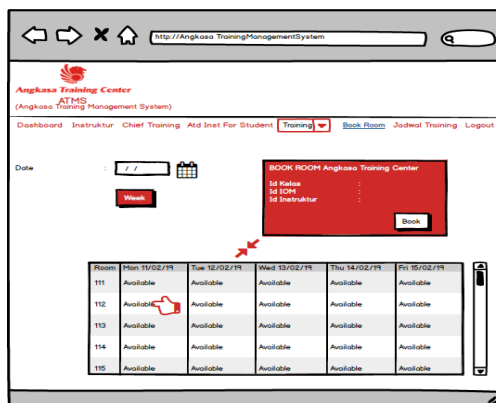 http://Angkasa TrainingManagementSystem
Angkasa Training Center
ATMS
(Angkasa Training Management System)
Dashboard Instruktur Chief Training Atd Inst For Student Training Book Room Jadwal Training Logout
Date : / /
Week
BOOK ROOM Angkasa Training Center
Id Kelas :
Id IOM :
Id Instruktur :
Book
Room Mon 11/02/19 Tue 12/02/19 Wed 13/02/19 Thu 14/02/19 Fri 15/02/19
111 Available Available Available Available Available
112 Available Available Available Available Available
113 Available Available Available Available Available
114 Available Available Available Available Available
115 Available Available Available Available Available